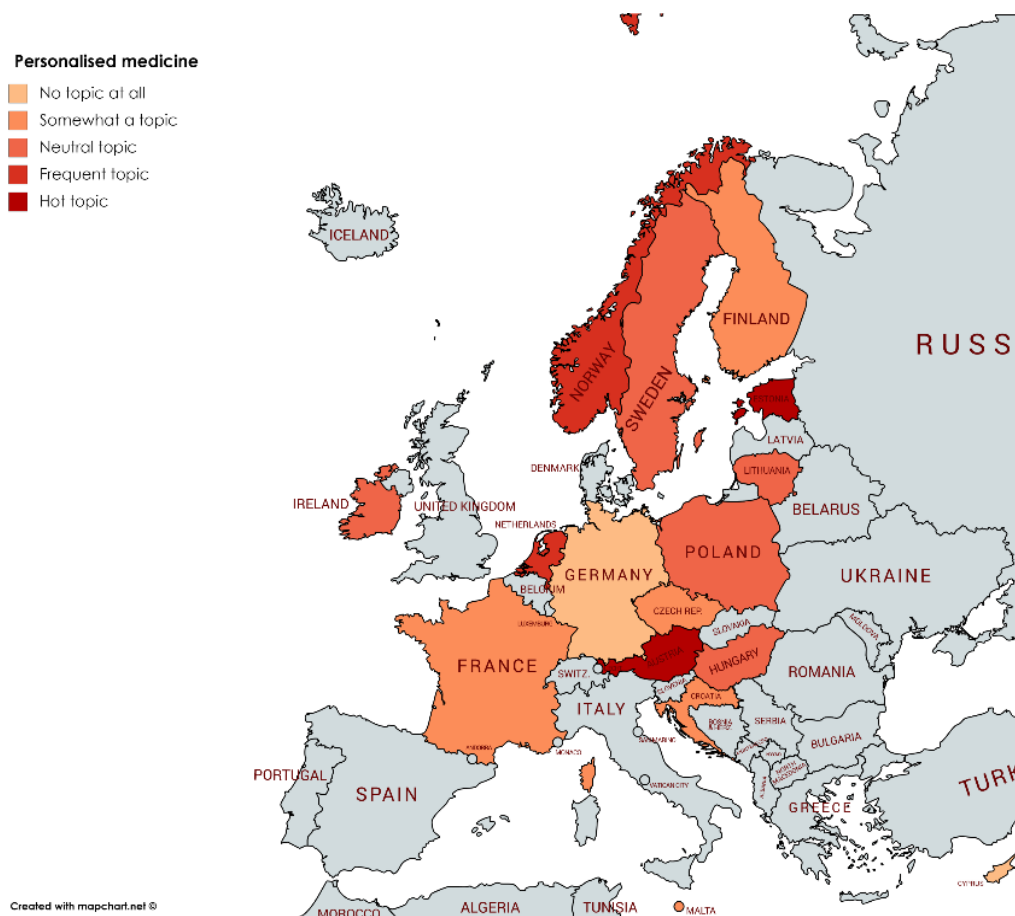 Personalised medicine
No topic at all
Somewhat a topic
Neutral topic
Frequent topic
Hot topic
ICELAND
FINLAND
RUSS
NORWAY
SWEDEN
ESTONIA
LATVIA
DENMARK
LITHUANIA
IRELAND
UNITED KINGDOM
BELARUS
NETHERLANDS
POLAND
GERMANY
UKRAINE
BELGIUM
CZECH REP.
LUXEMBURG
SLOVAKIA
MOLDOVA
FRANCE
AUSTRIA
HUNGARY
SWITZ.
ROMANIA
SLOVENIA
CROATIA
ITALY
SERBIA
BULGARIA
SAN MARINO
ANDORRA
MONACO
NORTH
MACEDONIA
PORTUGAL
SPAIN
VATICAN CITY
GREECE
TURK
CYPRUS
Created with mapchart.net ©
MOROCCO
ALGERIA
TUNISIA
MALTA